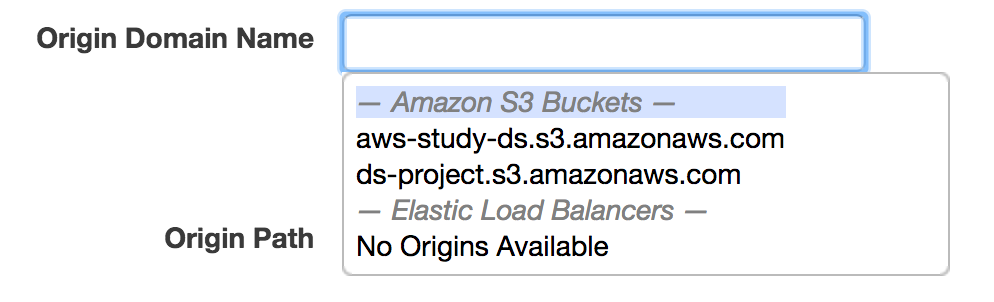 Origin Domain Name
— Amazon S3 Buckets —
aws-study-ds.s3.amazonaws.com
ds-project.s3.amazonaws.com
— Elastic Load Balancers —
Origin Path
No Origins Available